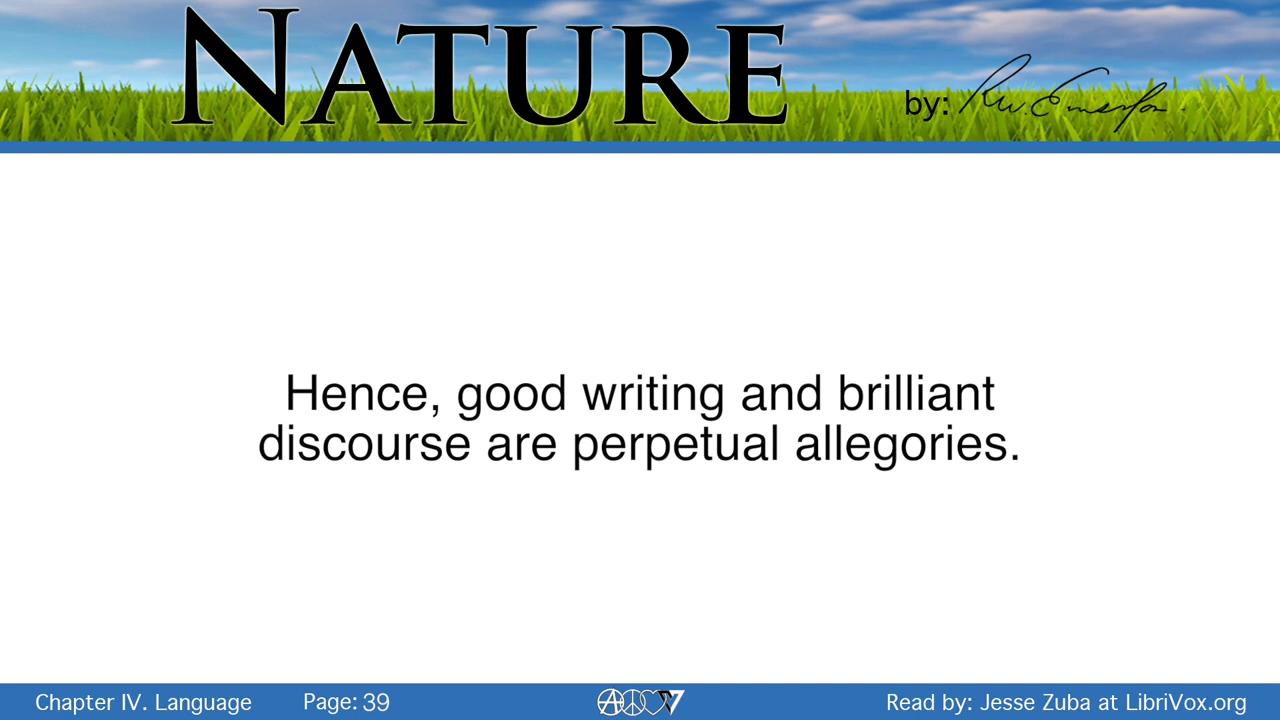 NATURE
by: R.W. Emerson.
Hence, good writing and brilliant
discourse are perpetual allegories.
Chapter IV. Language
Page: 39
Read by: Jesse Zuba at LibriVox.org